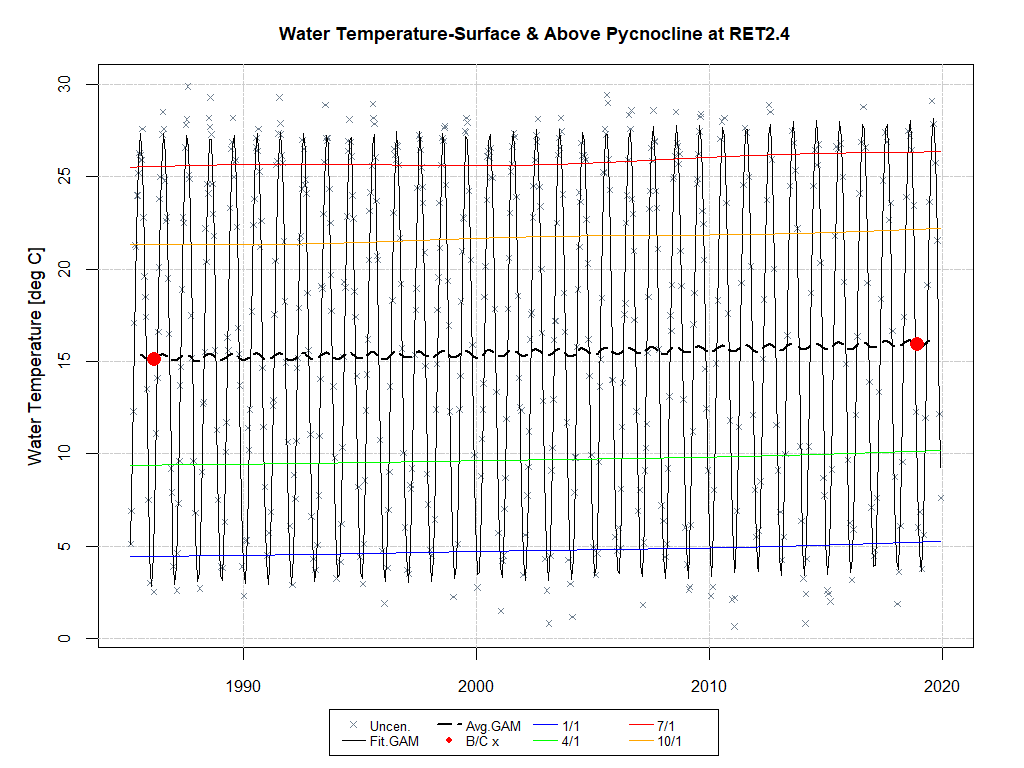 Water Temperature-Surface & Above Pycnocline at RET2.4
Water Temperature [deg C]
30
25
20
15
10
5
0
1990 2000 2010 2020
Uncen. Avg.GAM 1/1 7/1
Fit.GAM B/C x 4/1 10/1